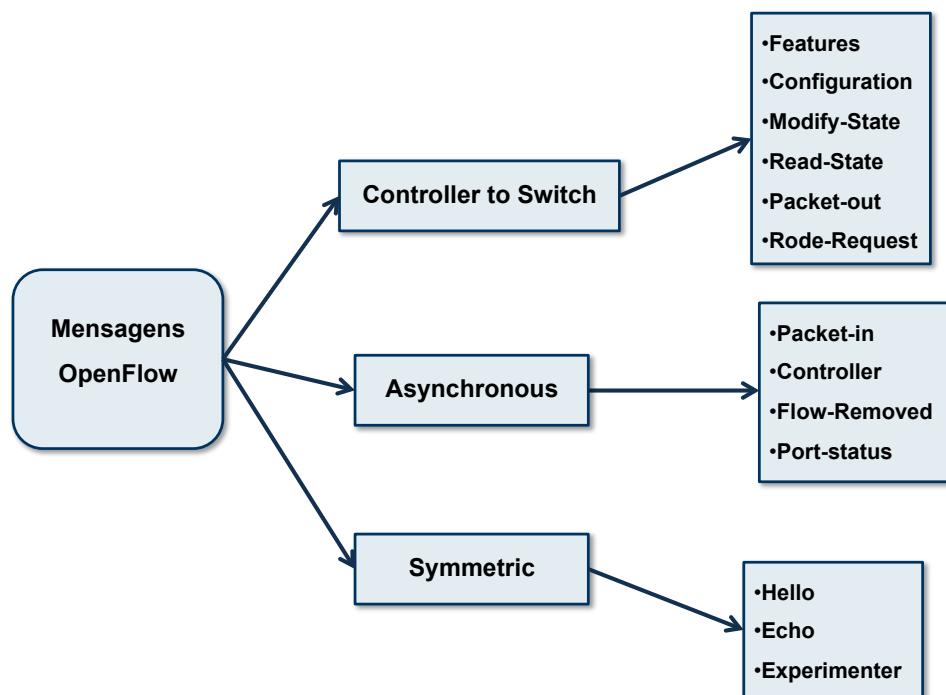 Mensagens
OpenFlow
Controller to Switch
•Features
•Configuration
•Modify-State
•Read-State
•Packet-out
•Rode-Request
Asynchronous
•Packet-in
•Controller
•Flow-Removed
•Port-status
Symmetric
•Hello
•Echo
•Experimenter